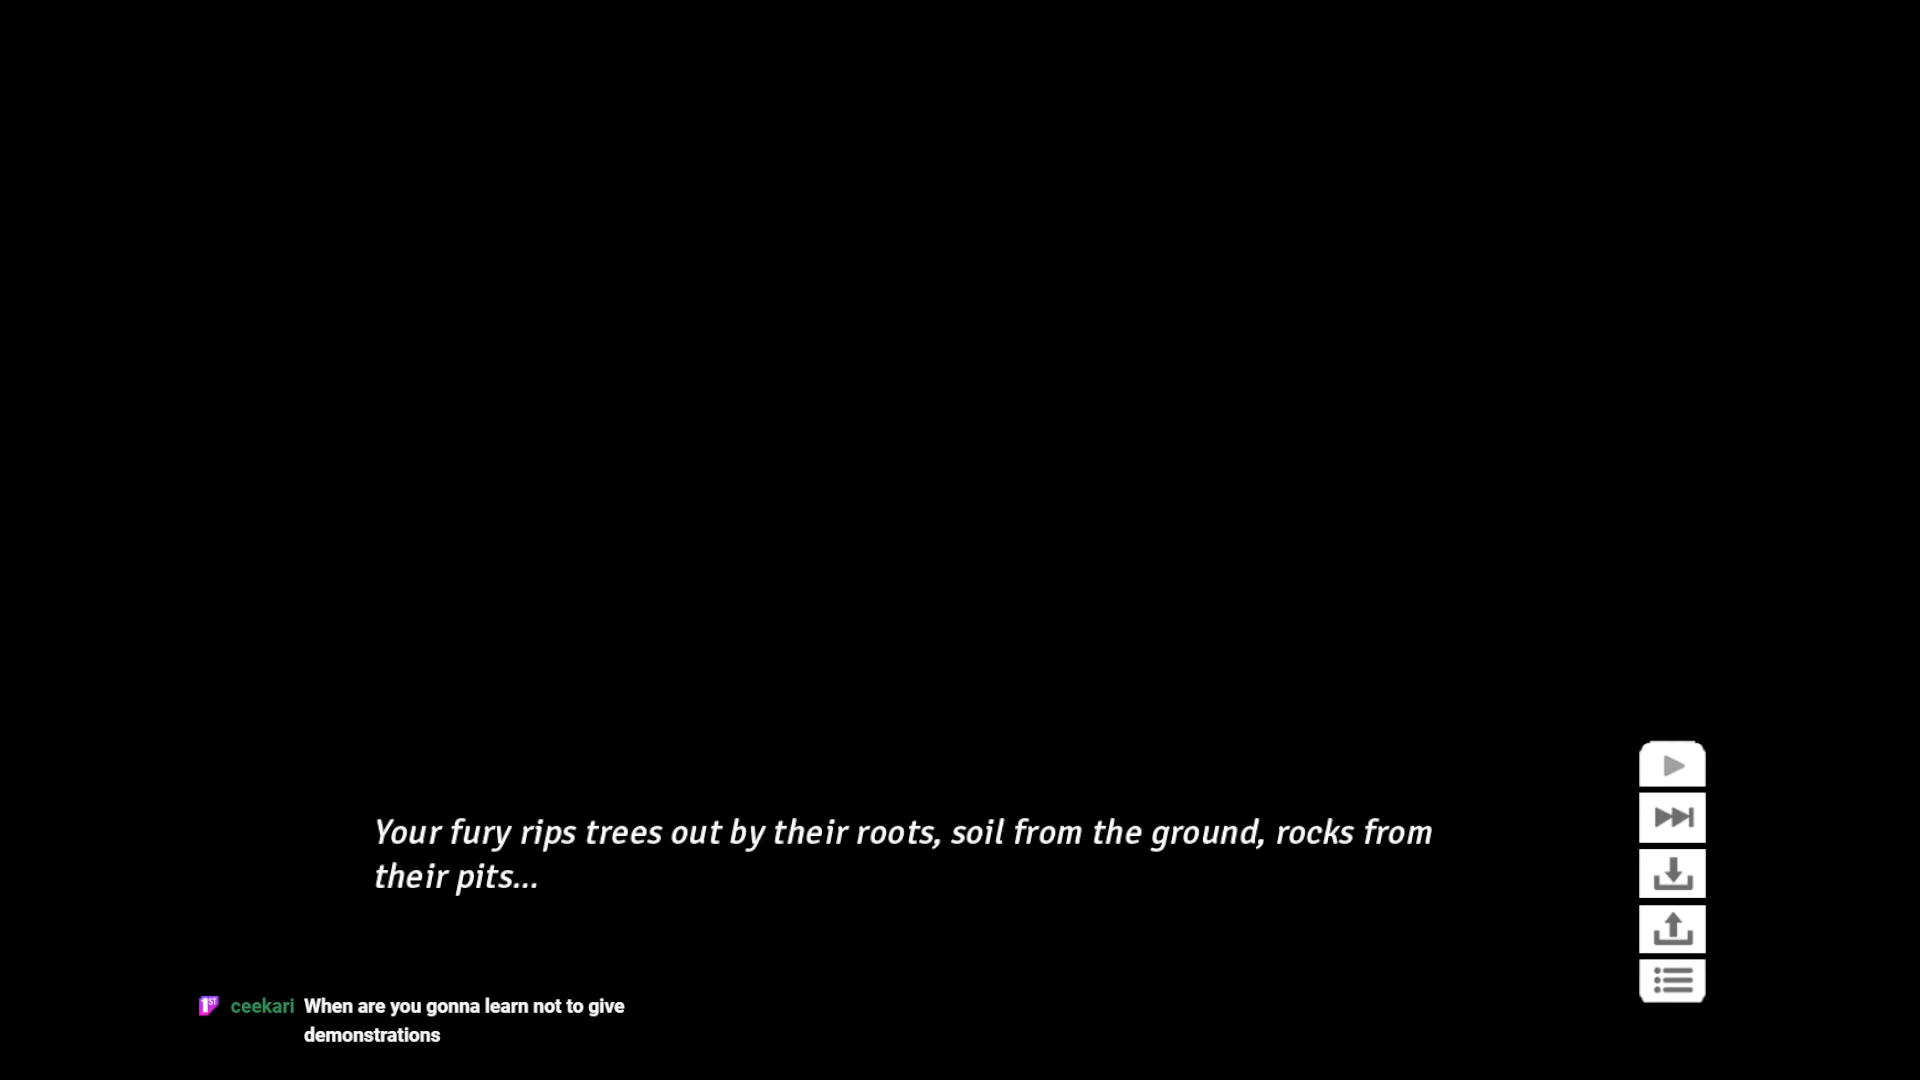 Your fury rips trees out by their roots, soil from the ground, rocks from
their pits...
1ST ceekari When are you gonna learn not to give
demonstrations